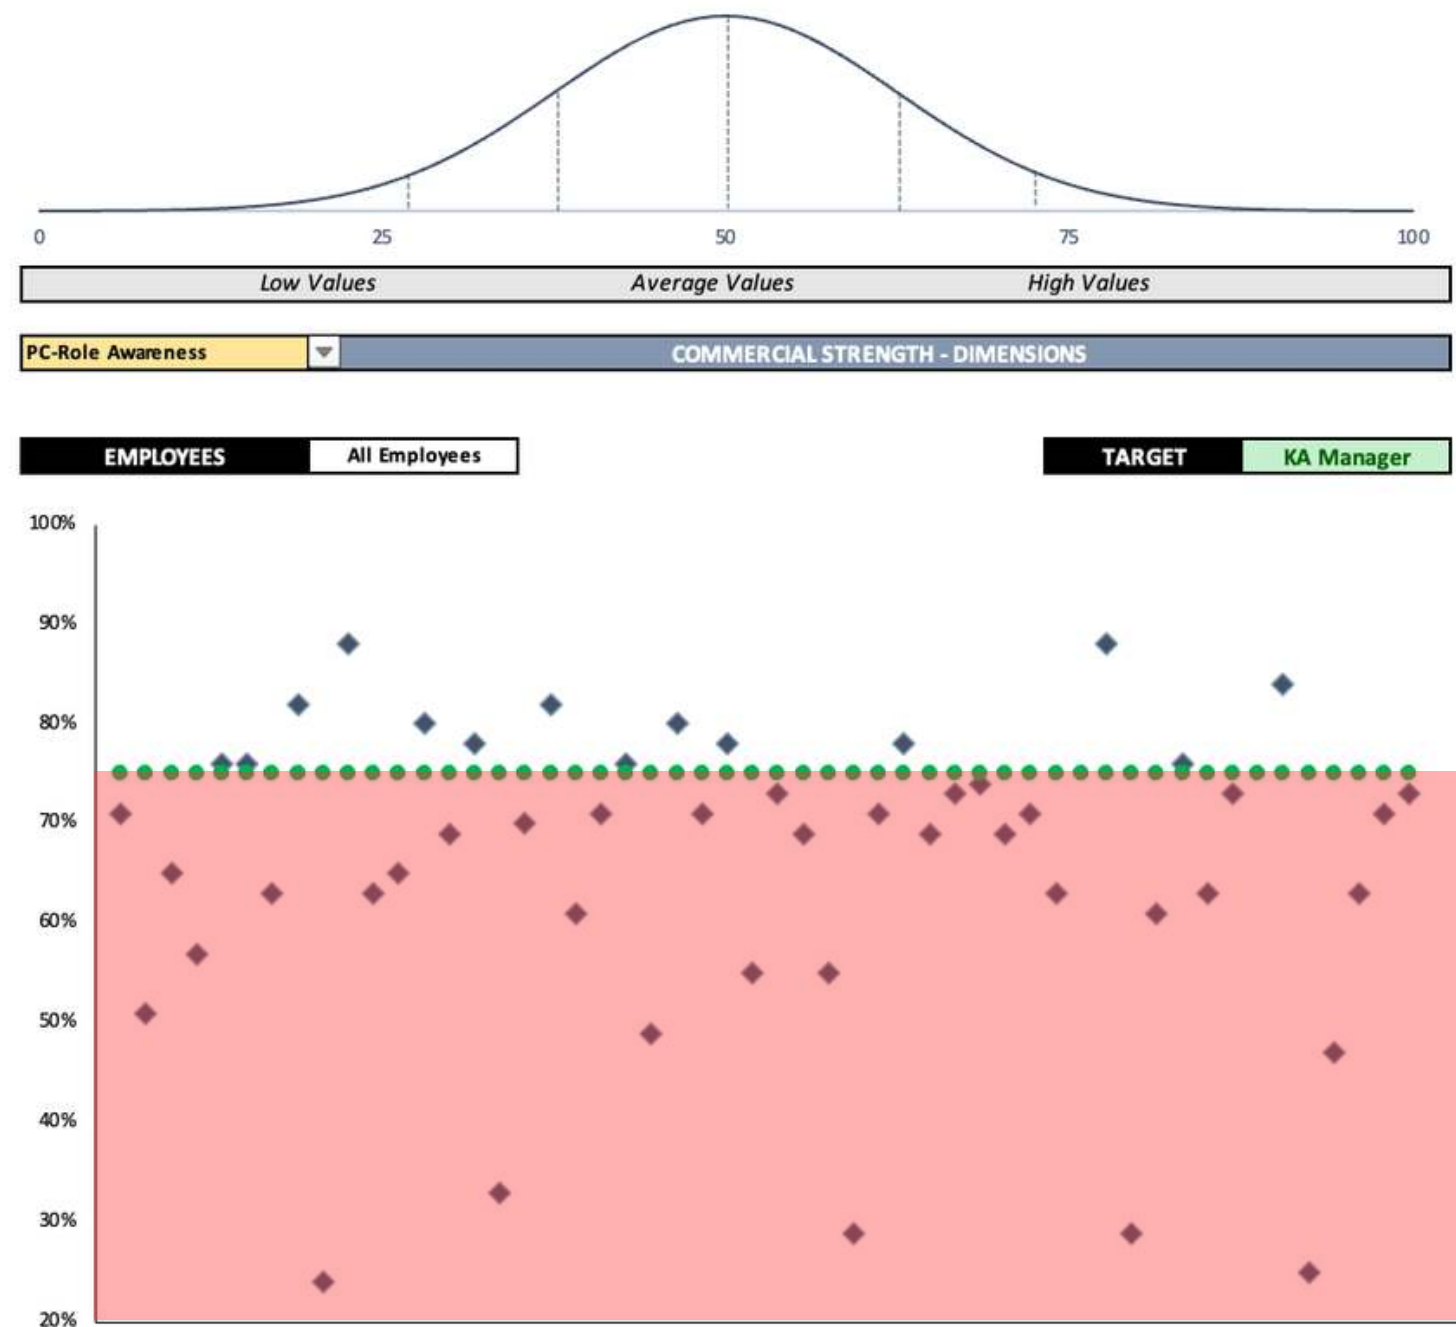 0 25 50 75 100
Low Values Average Values High Values
PC-Role Awareness COMMERCIAL STRENGTH - DIMENSIONS
EMPLOYEES All Employees TARGET KA Manager
100%
90%
80%
70%
60%
50%
40%
30%
20%